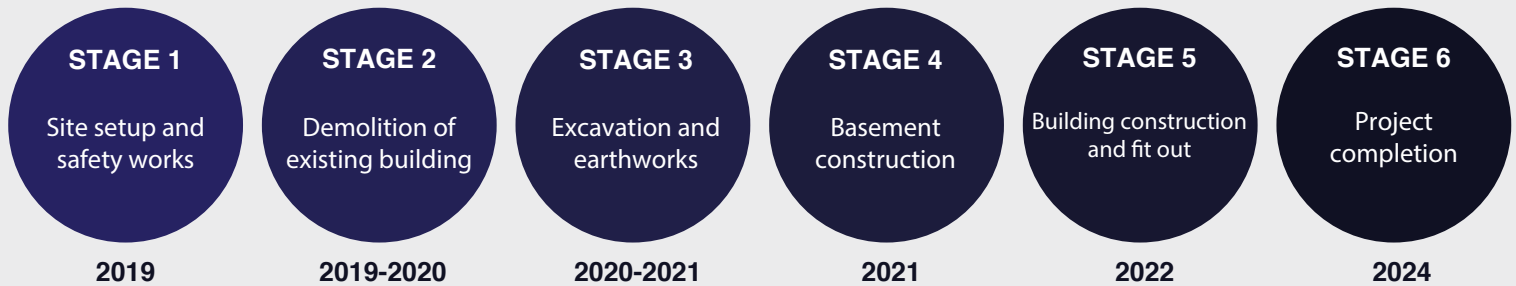 STAGE 1
Site setup and
safety works
2019
STAGE 2
Demolition of
existing building
2019-2020
STAGE 3
Excavation and
earthworks
2020-2021
STAGE 4
Basement
construction
2021
STAGE 5
Building construction
and fit out
2022
STAGE 6
Project
completion
2024